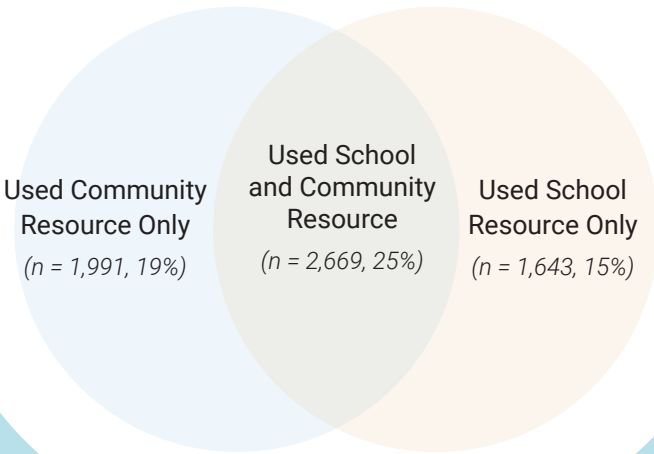 Used Community
Resource Only
(n = 1,991, 19%)
Used School
and Community
Resource
(n = 2,669, 25%)
Used School
Resource Only
(n = 1,643, 15%)